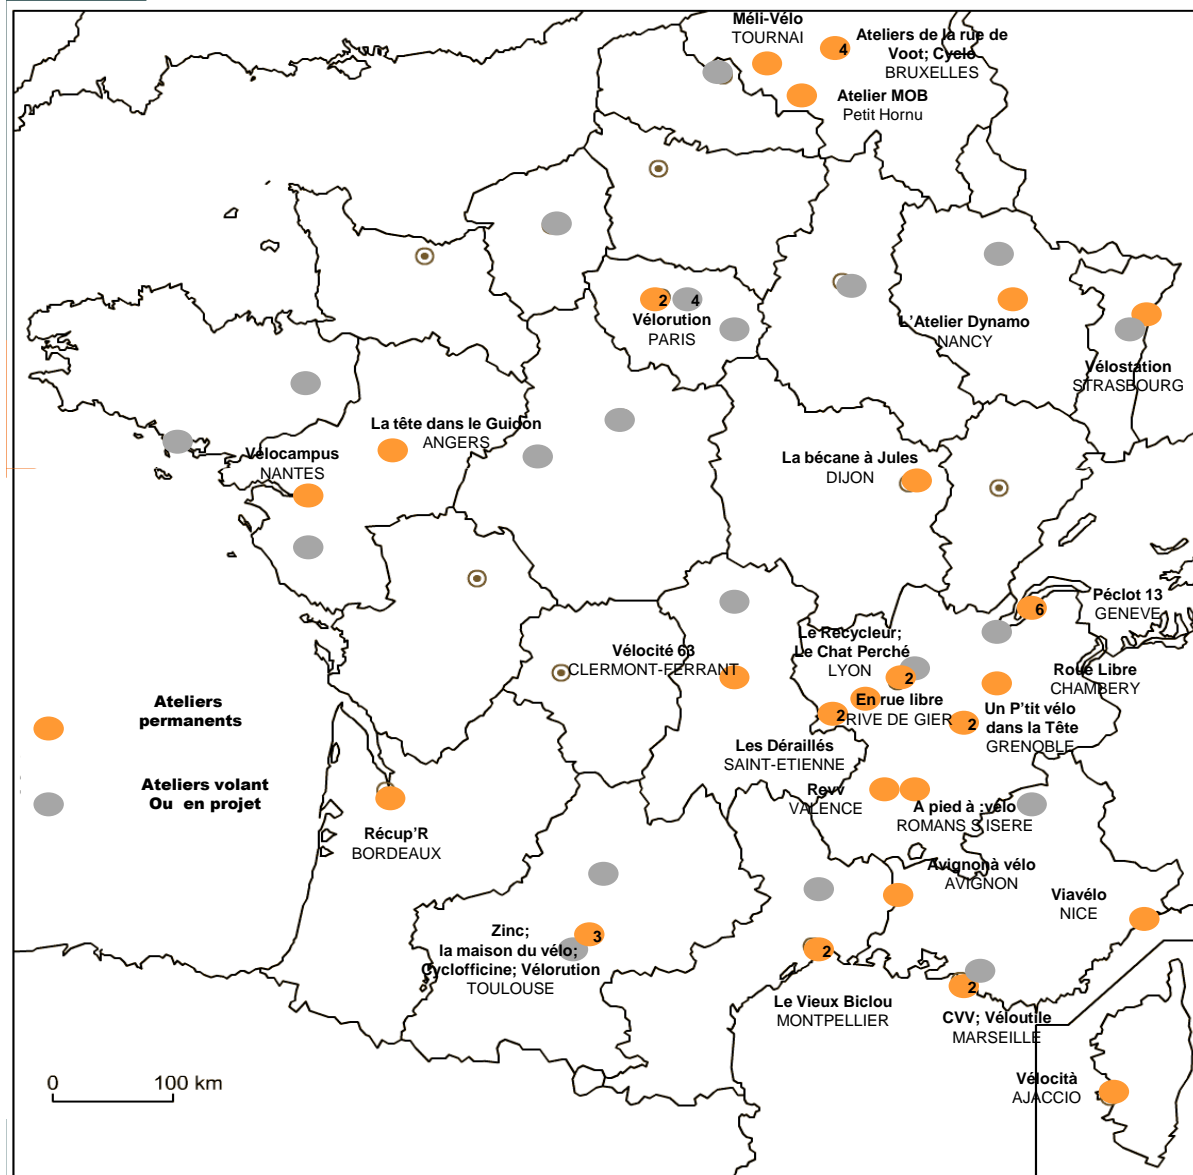 Méli-Vélo
TOURNAI
Ateliers de la rue de
Voot; Cycle
BRUXELLES
4
Atelier MOB
Petit Hornu
2
4
Vélorution
PARIS
L'Atelier Dynamo
NANCY
Vélostation
STRASBOURG
La tête dans le Guidon
ANGERS
Vélocampus
NANTES
La bécane à Jules
DIJON
Péclot 13
GENEVE
6
Le Recycleur;
Le Chat Perché
LYON
2
Vélocité 63
CLERMONT-FERRANT
Roue Libre
CHAMBERY
En rue libre
RIVE DE GIER
2
Un P'tit vélo
dans la Tête
GRENOBLE
2
Ateliers
permanents
Les Déraillés
SAINT-ETIENNE
Ateliers volant
Ou en projet
Revv
VALENCE
A pied à :vélo
ROMANS S ISERE
Récup'R
BORDEAUX
Avignonà vélo
AVIGNON
Viavélo
NICE
Zinc;
la maison du vélo;
Cyclofficine; Vélorution
TOULOUSE
3
2
Le Vieux Biclou
MONTPELLIER
2
CVV; Véloutile
MARSEILLE
Vélocità
AJACCIO
0 100 km